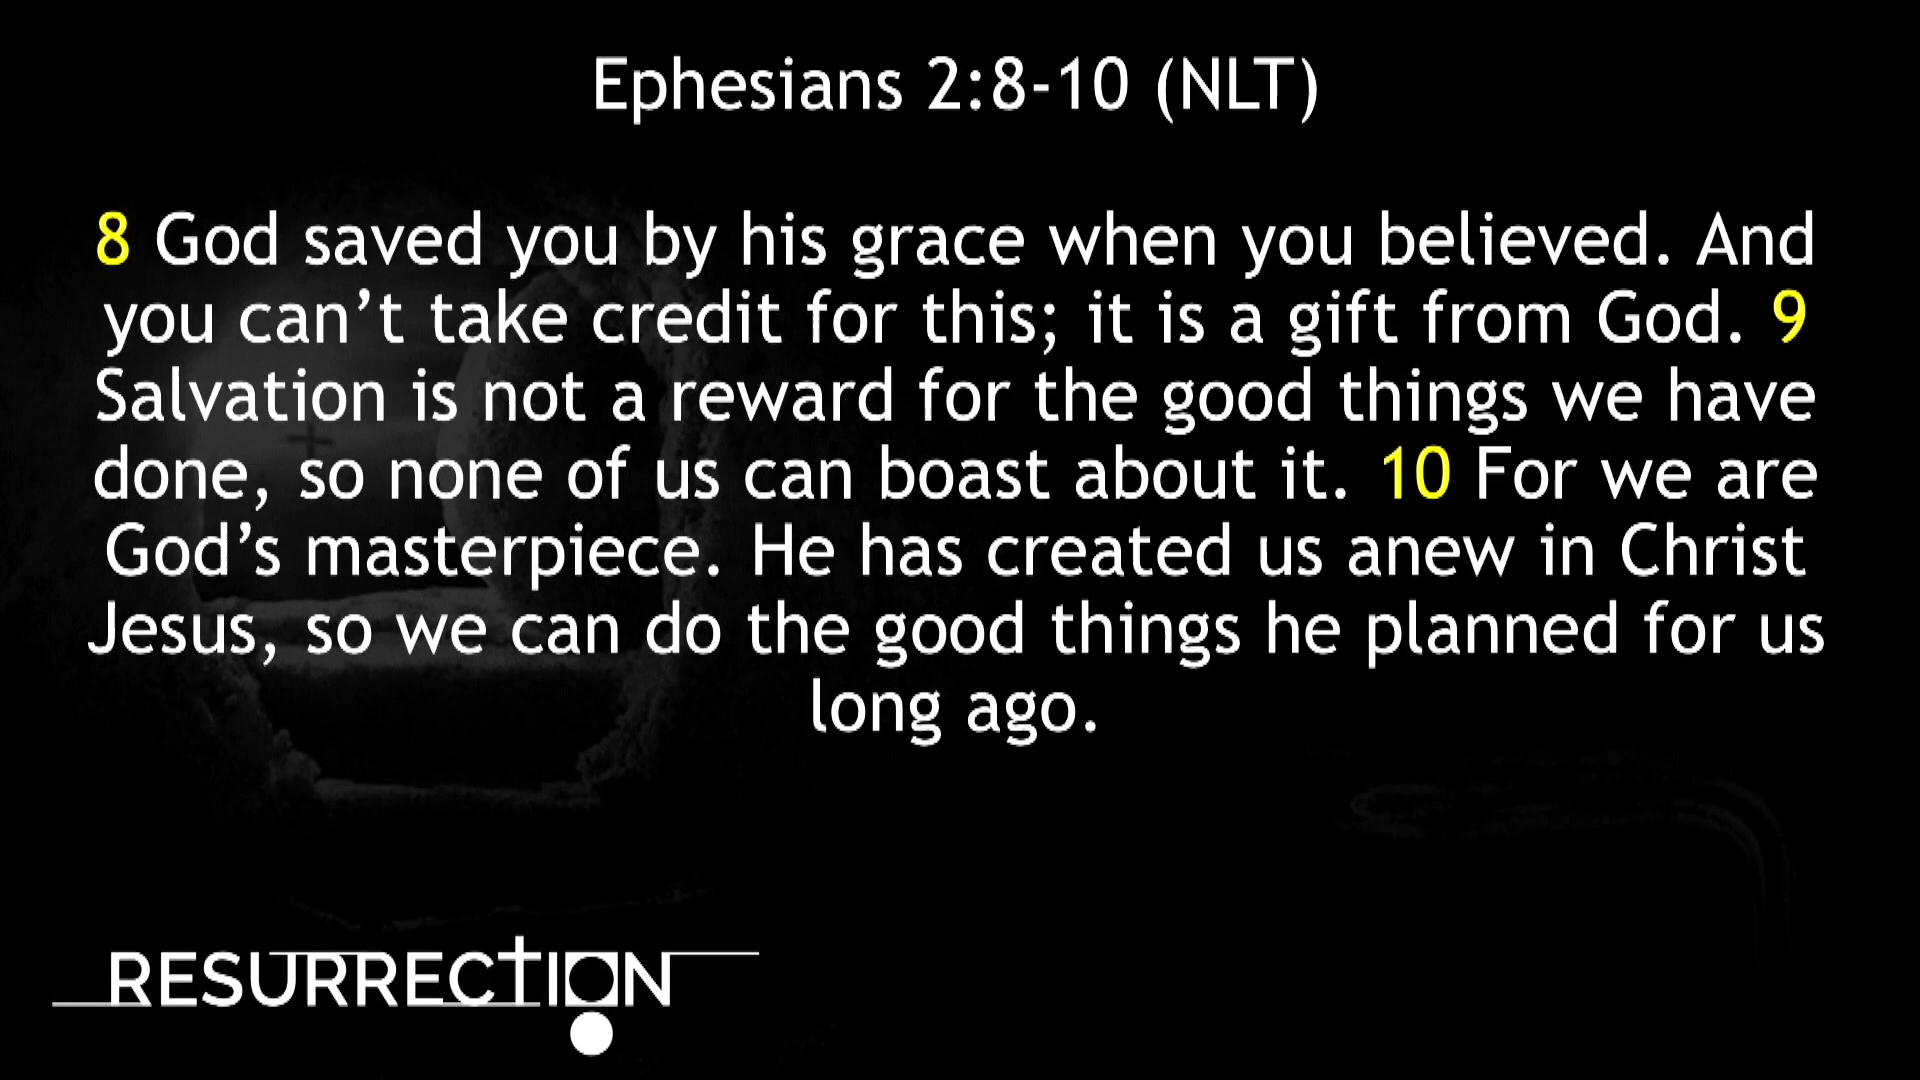 Ephesians 2:8-10 (NLT)
8 God saved you by his grace when you believed. And
you can’t take credit for this; it is a gift from God. 9
Salvation is not a reward for the good things we have
done, so none of us can boast about it. 10 For we are
God’s masterpiece. He has created us anew in Christ
Jesus, so we can do the good things he planned for us
long ago.
RESURRECTION